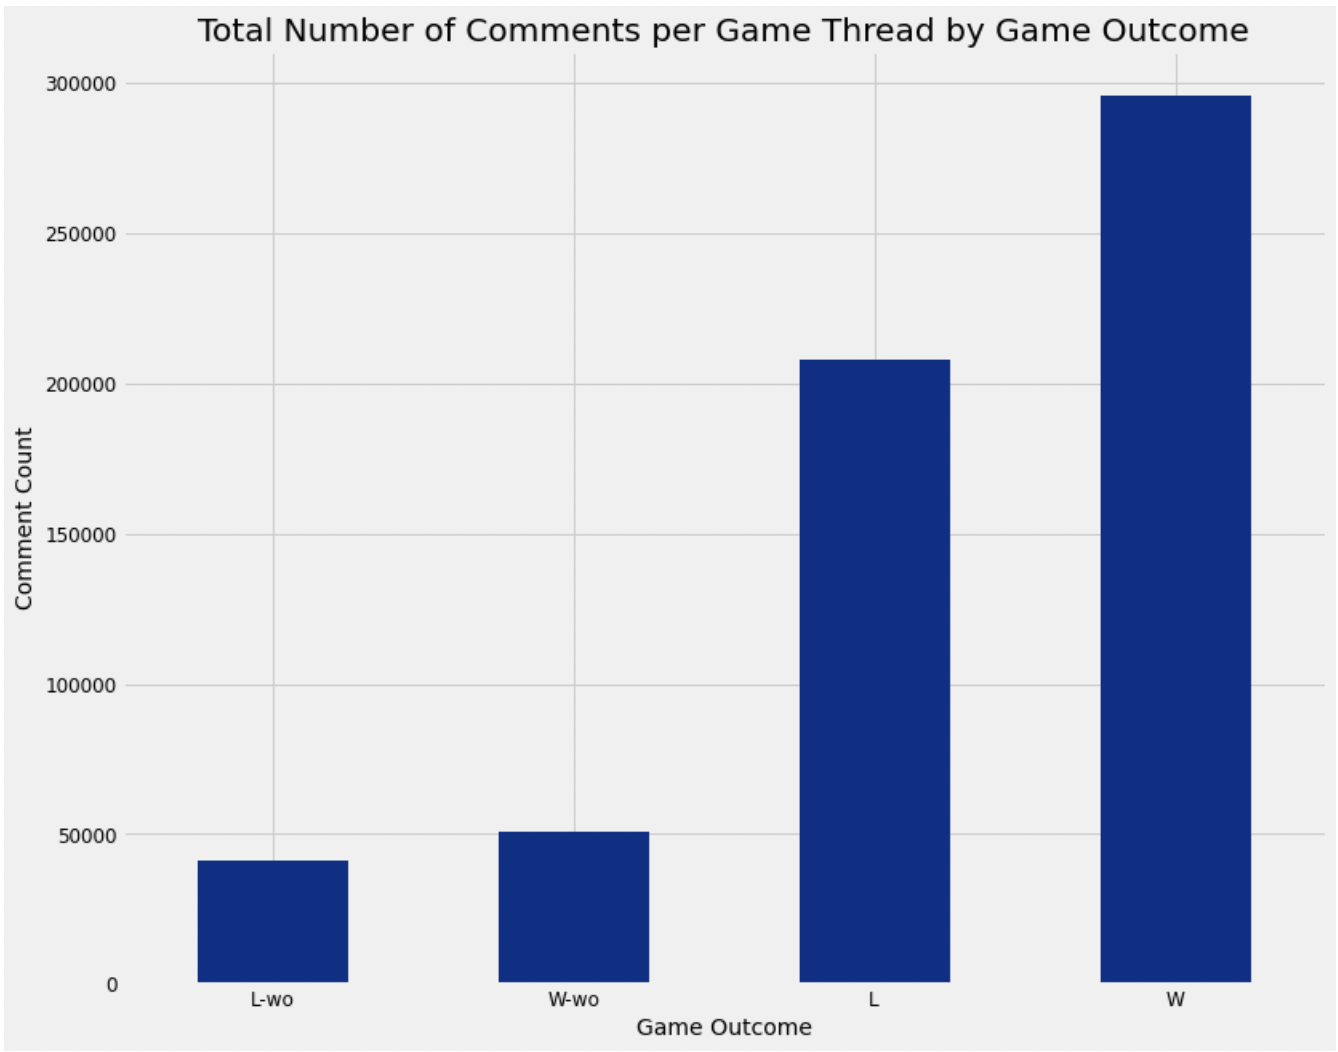 Total Number of Comments per Game Thread by Game Outcome
300000
250000
200000
150000
100000
50000
0
Comment Count
L-wo
W-wo
L
W
Game Outcome